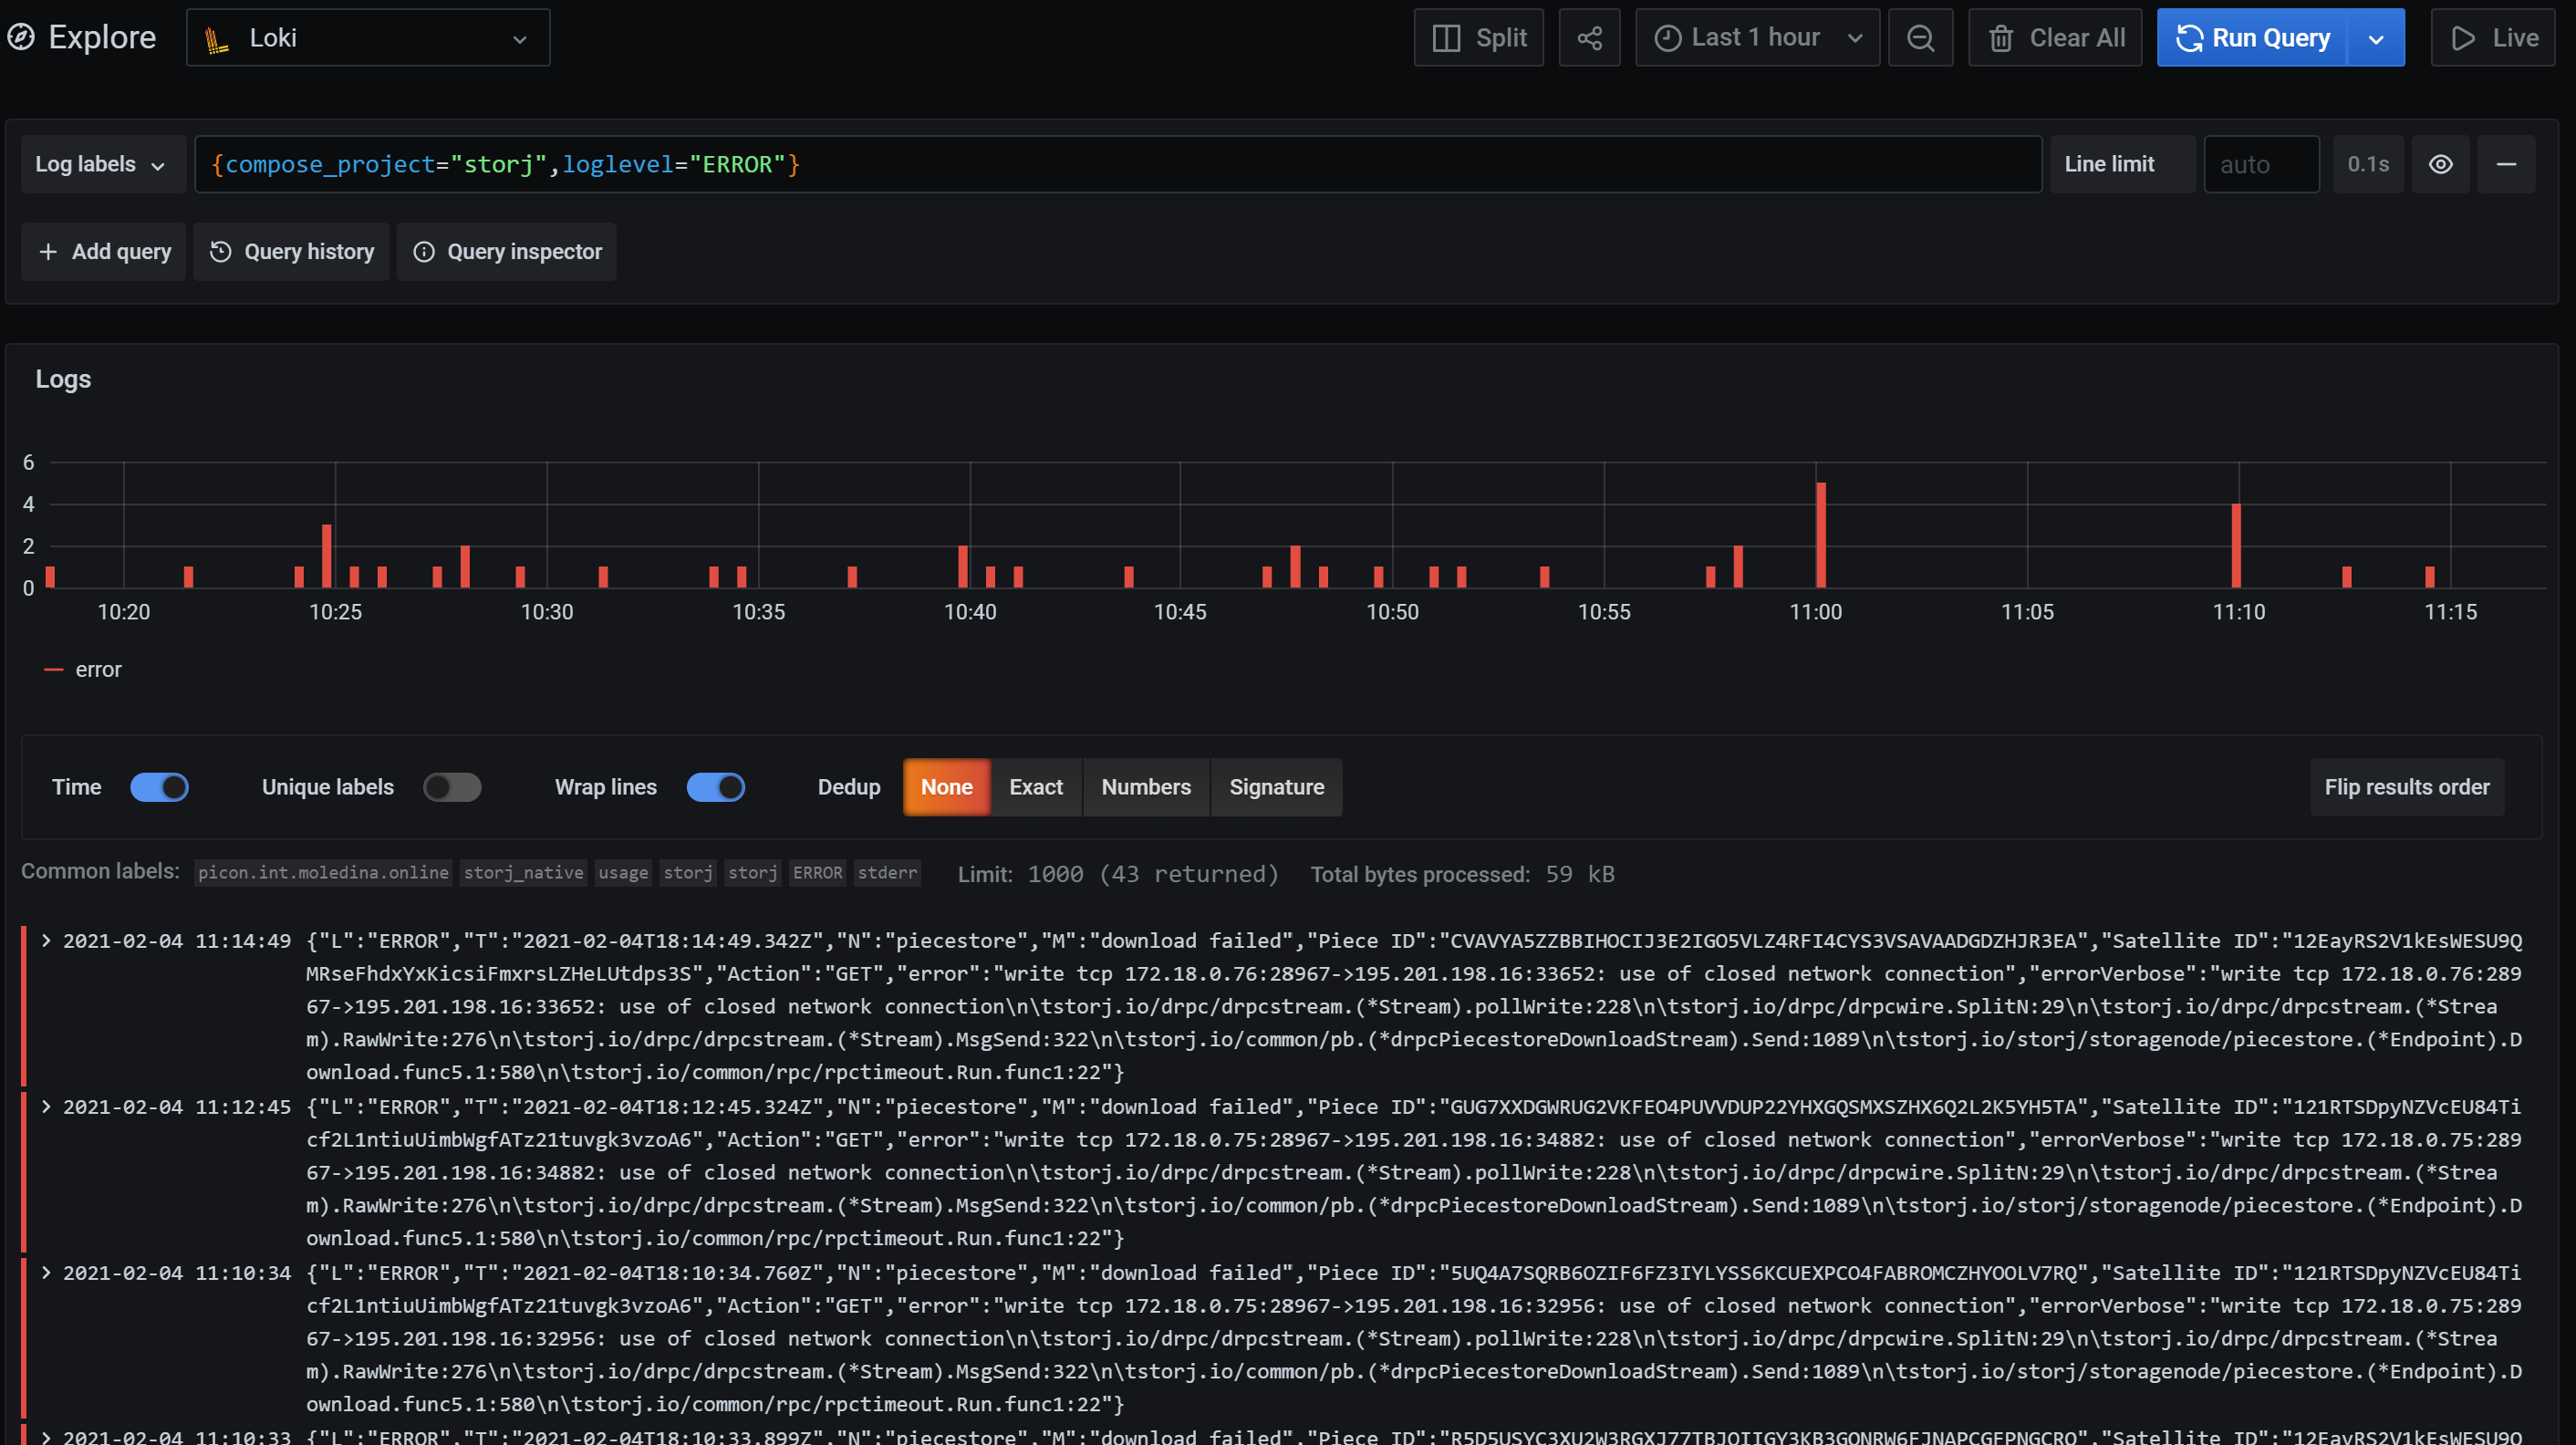 Explore Loki Split Last 1 hour Clear All Run Query Live
Log labels {compose_project="storj",loglevel="ERROR"} Line limit auto 0.1s
Add query Query history Query inspector
Logs
6
4
2
0
10:20 10:25 10:30 10:35 10:40 10:45 10:50 10:55 11:00 11:05 11:10 11:15
error
Time Unique labels Wrap lines Dedup None Exact Numbers Signature Flip results order
Common labels: picon.int.moledina.online storj_native usage storj storj ERROR stderr Limit: 1000 (43 returned) Total bytes processed: 59 kB
2021-02-04 11:14:49 {"L":"ERROR","T":"2021-02-04T18:14:49.342Z","N":"piecestore","M":"download failed","Piece ID":"CVAVYA5ZZBBIHOCIJ3E2IGO5VLZ4RFI4CYS3VSAVAADGDZHJR3EA","Satellite ID":"12EayRS2V1kEsWESU9Q
MRseFhdxYxKicsiFmxrsLZHeLUtdps3S","Action":"GET","error":"write tcp 172.18.0.76:28967->195.201.198.16:33652: use of closed network connection","errorVerbose":"write tcp 172.18.0.76:289
67->195.201.198.16:33652: use of closed network connection\n\tstorj.io/drpc/drpcstream.(*Stream).pollWrite:228\n\tstorj.io/drpc/drpcwire.SplitN:29\n\tstorj.io/drpc/drpcstream.(*Strea
m).RawWrite:276\n\tstorj.io/drpc/drpcstream.(*Stream).MsgSend:322\n\tstorj.io/common/pb.(*drpcPiecestoreDownloadStream).Send:1089\n\tstorj.io/storj/storagenode/piecestore.(*Endpoint).D
ownload.func5.1:580\n\tstorj.io/common/rpc/rpctimeout.Run.func1:22"}
2021-02-04 11:12:45 {"L":"ERROR","T":"2021-02-04T18:12:45.324Z","N":"piecestore","M":"download failed","Piece ID":"GUG7XXDGWRUG2VKFEO4PUVVDUP22YHXGQSMXSZHX6Q2L2K5YH5TA","Satellite ID":"121RTSDpyNZVcEU84Ti
cf2L1ntiuUimbWgfATz21tuvgk3vzoA6","Action":"GET","error":"write tcp 172.18.0.75:28967->195.201.198.16:34882: use of closed network connection","errorVerbose":"write tcp 172.18.0.75:289
67->195.201.198.16:34882: use of closed network connection\n\tstorj.io/drpc/drpcstream.(*Stream).pollWrite:228\n\tstorj.io/drpc/drpcwire.SplitN:29\n\tstorj.io/drpc/drpcstream.(*Strea
m).RawWrite:276\n\tstorj.io/drpc/drpcstream.(*Stream).MsgSend:322\n\tstorj.io/common/pb.(*drpcPiecestoreDownloadStream).Send:1089\n\tstorj.io/storj/storagenode/piecestore.(*Endpoint).D
ownload.func5.1:580\n\tstorj.io/common/rpc/rpctimeout.Run.func1:22"}
2021-02-04 11:10:34 {"L":"ERROR","T":"2021-02-04T18:10:34.760Z","N":"piecestore","M":"download failed","Piece ID":"5UQ4A7SQRB6OZIF6FZ3IYLYSS6KCUEXPCO4FABROMCZHYOOLV7RQ","Satellite ID":"121RTSDpyNZVcEU84Ti
cf2L1ntiuUimbWgfATz21tuvgk3vzoA6","Action":"GET","error":"write tcp 172.18.0.75:28967->195.201.198.16:32956: use of closed network connection","errorVerbose":"write tcp 172.18.0.75:289
67->195.201.198.16:32956: use of closed network connection\n\tstorj.io/drpc/drpcstream.(*Stream).pollWrite:228\n\tstorj.io/drpc/drpcwire.SplitN:29\n\tstorj.io/drpc/drpcstream.(*Strea
m).RawWrite:276\n\tstorj.io/drpc/drpcstream.(*Stream).MsgSend:322\n\tstorj.io/common/pb.(*drpcPiecestoreDownloadStream).Send:1089\n\tstorj.io/storj/storagenode/piecestore.(*Endpoint).D
ownload.func5.1:580\n\tstorj.io/common/rpc/rpctimeout.Run.func1:22"}
2021-02-04 11:10:33 {"L":"ERROR","T":"2021-02-04T18:10:33.899Z","N":"piecestore","M":"download failed","Piece ID": "Satellite ID":"12EayRS2V1kEsWESU9Q